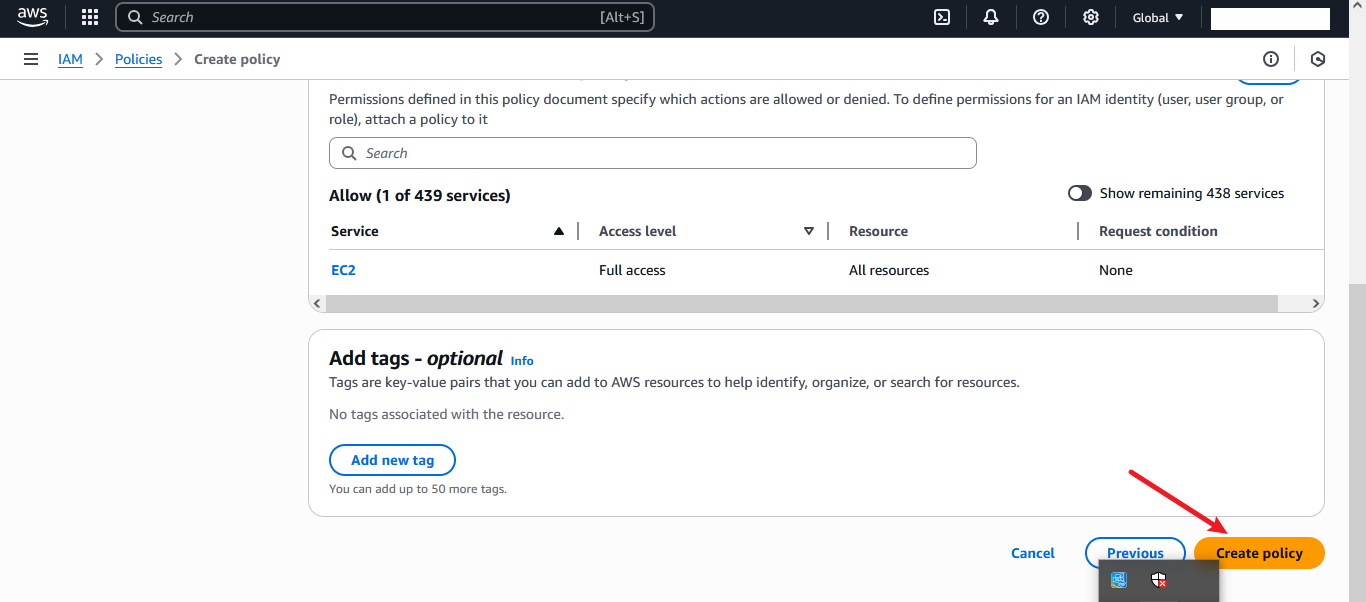 aws
Search
[Alt+S]
Global
IAM
Policies
Create policy
Permissions defined in this policy document specify which actions are allowed or denied. To define permissions for an IAM identity (user, user group, or
role), attach a policy to it
Search
Allow (1 of 439 services)
Show remaining 438 services
Service
Access level
Resource
Request condition
EC2
Full access
All resources
None
Add tags - optional Info
Tags are key-value pairs that you can add to AWS resources to help identify, organize, or search for resources.
No tags associated with the resource.
Add new tag
You can add up to 50 more tags.
Cancel
Previous
Create policy